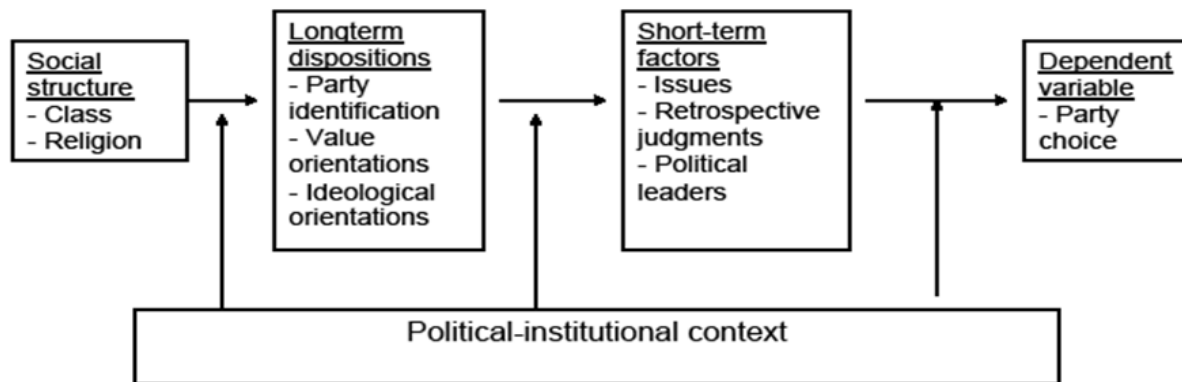 Social
structure
- Class
- Religion
Longterm
dispositions
- Party
identification
- Value
orientations
- Ideological
orientations
Short-term
factors
- Issues
- Retrospective
judgments
- Political
leaders
Dependent
variable
- Party
choice
Political-institutional context